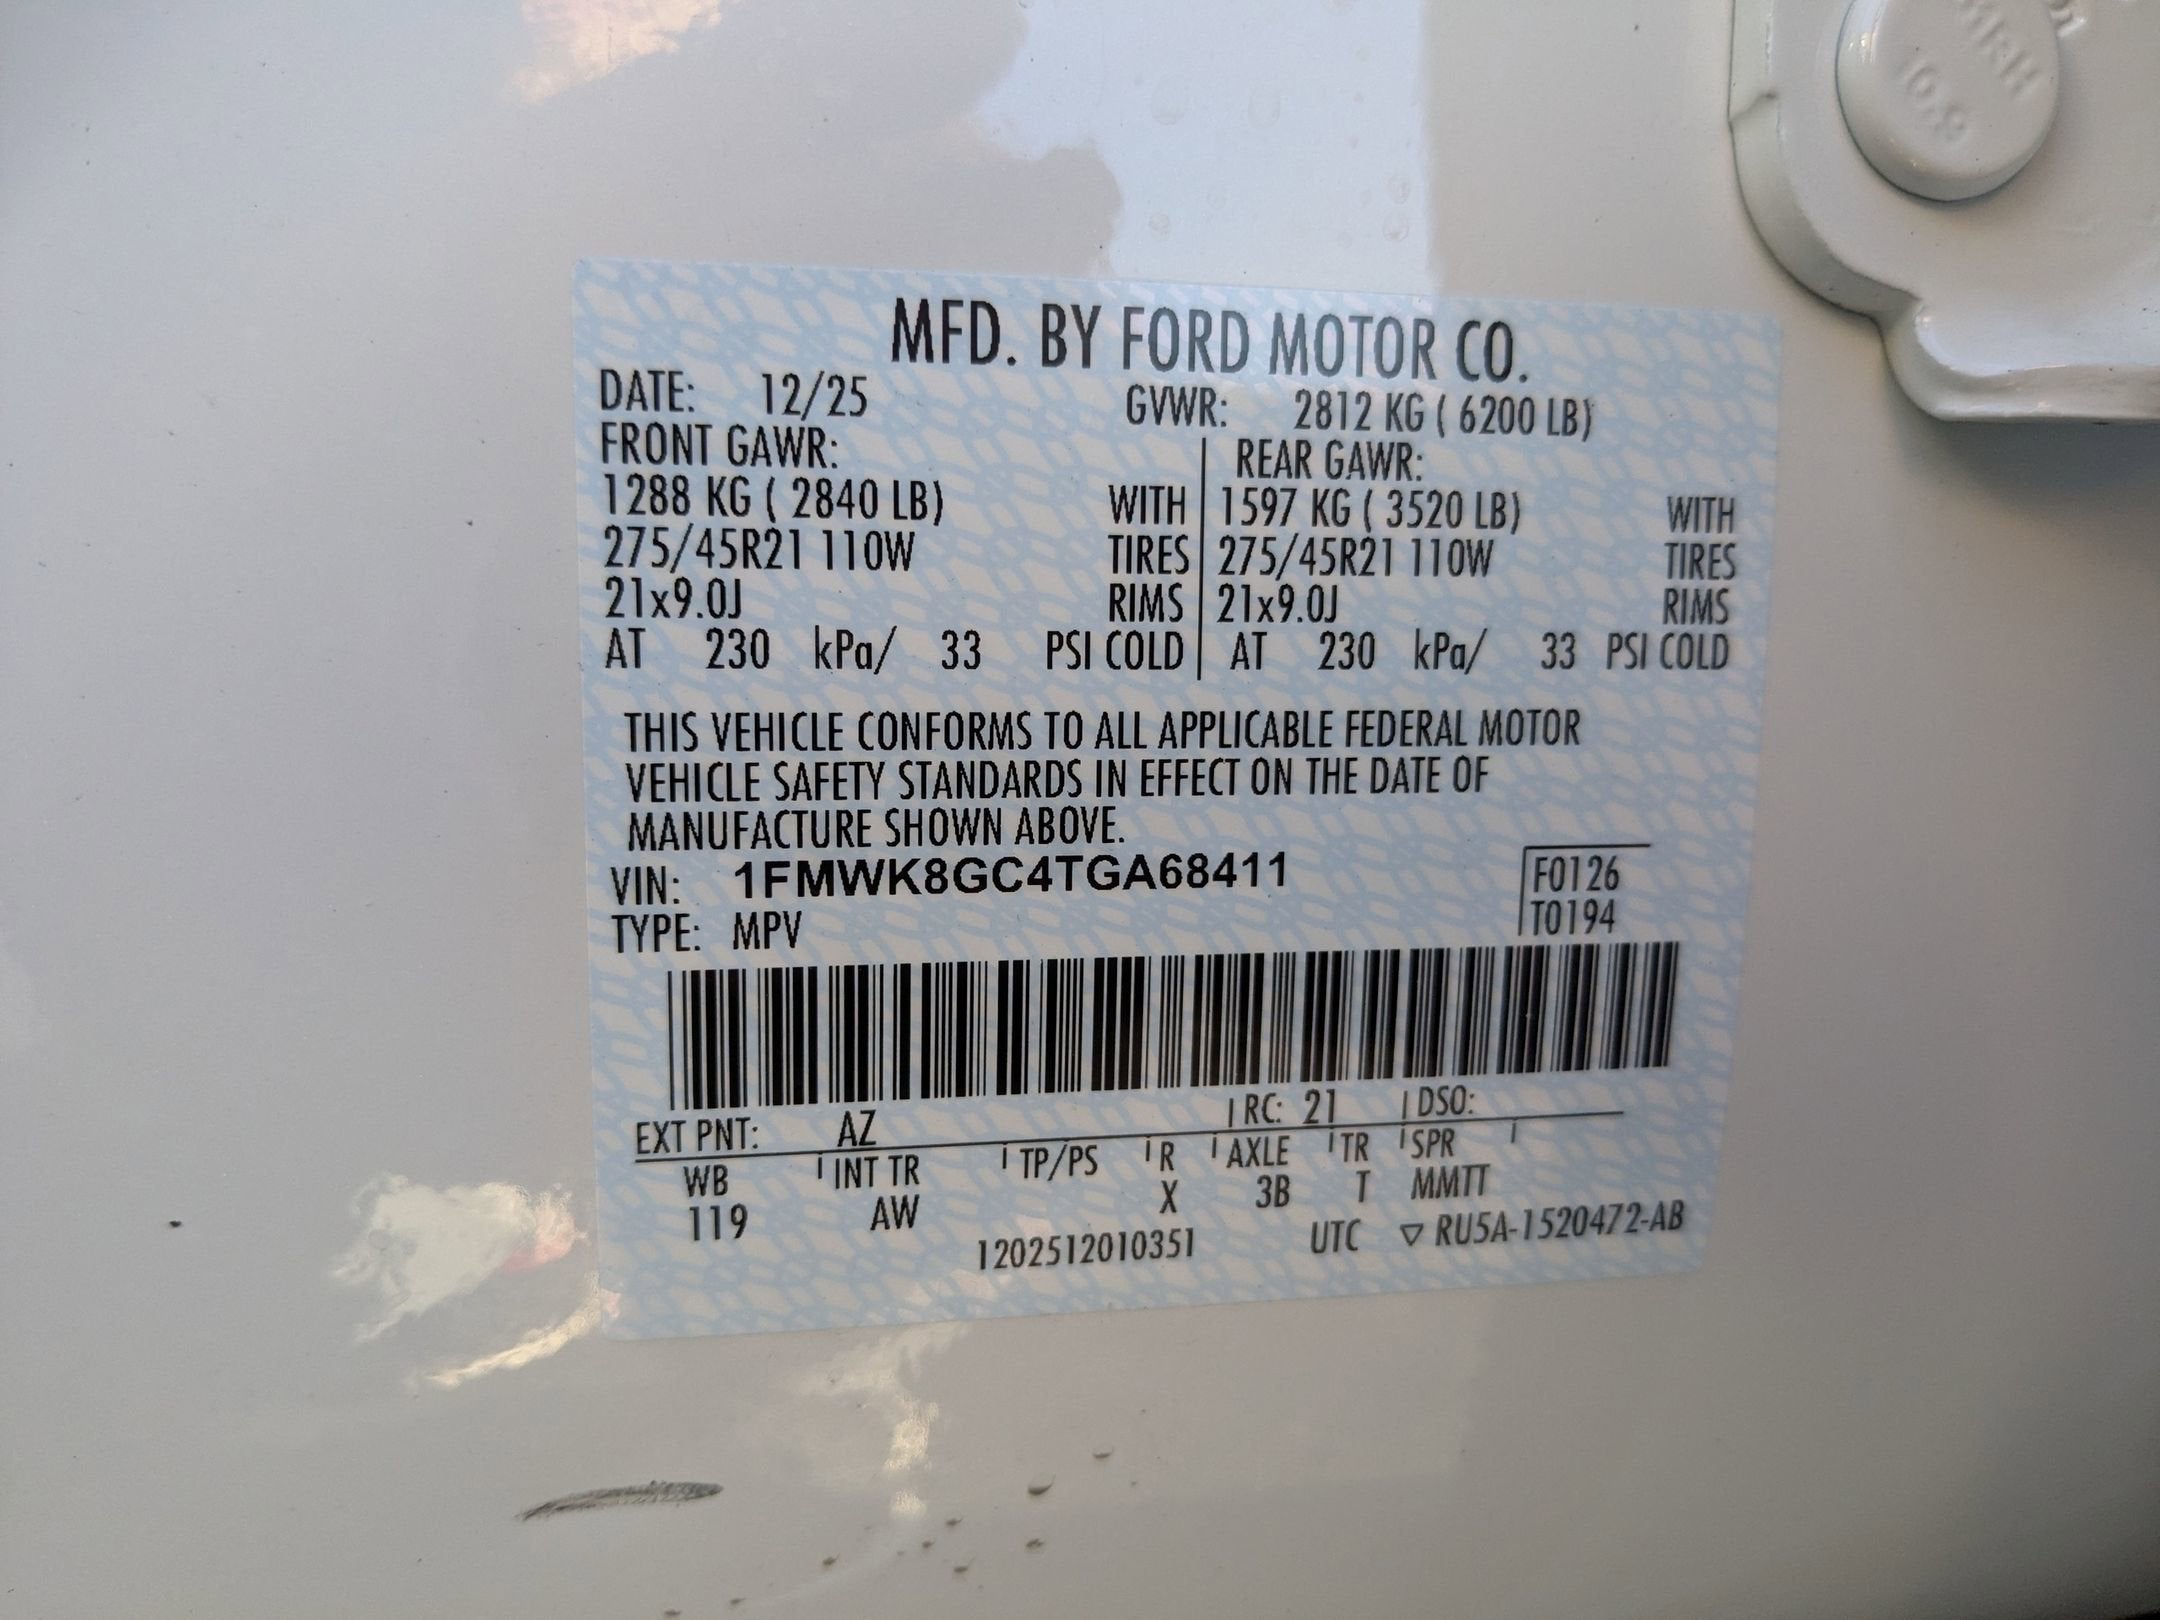 MFD. BY FORD MOTOR CO.
DATE: 12/25 GVWR: 2812 KG ( 6200 LB)
FRONT GAWR: REAR GAWR:
1288 KG ( 2840 LB) WITH 1597 KG ( 3520 LB) WITH
275/45R21 110W TIRES 275/45R21 110W TIRES
21x9.0J RIMS 21x9.0J RIMS
AT 230 kPa/ 33 PSI COLD AT 230 kPa/ 33 PSI COLD
THIS VEHICLE CONFORMS TO ALL APPLICABLE FEDERAL MOTOR
VEHICLE SAFETY STANDARDS IN EFFECT ON THE DATE OF
MANUFACTURE SHOWN ABOVE.
VIN: 1FMWK8GC4TGA68411 F0126
TYPE: MPV T0194
EXT PNT: AZ RC: 21 DSO:
WB INT TR TP/PS R AXLE TR SPR
119 AW X 3B T MMTT
1202512010351 UTC ▽ RU5A-1520472-AB
10.9